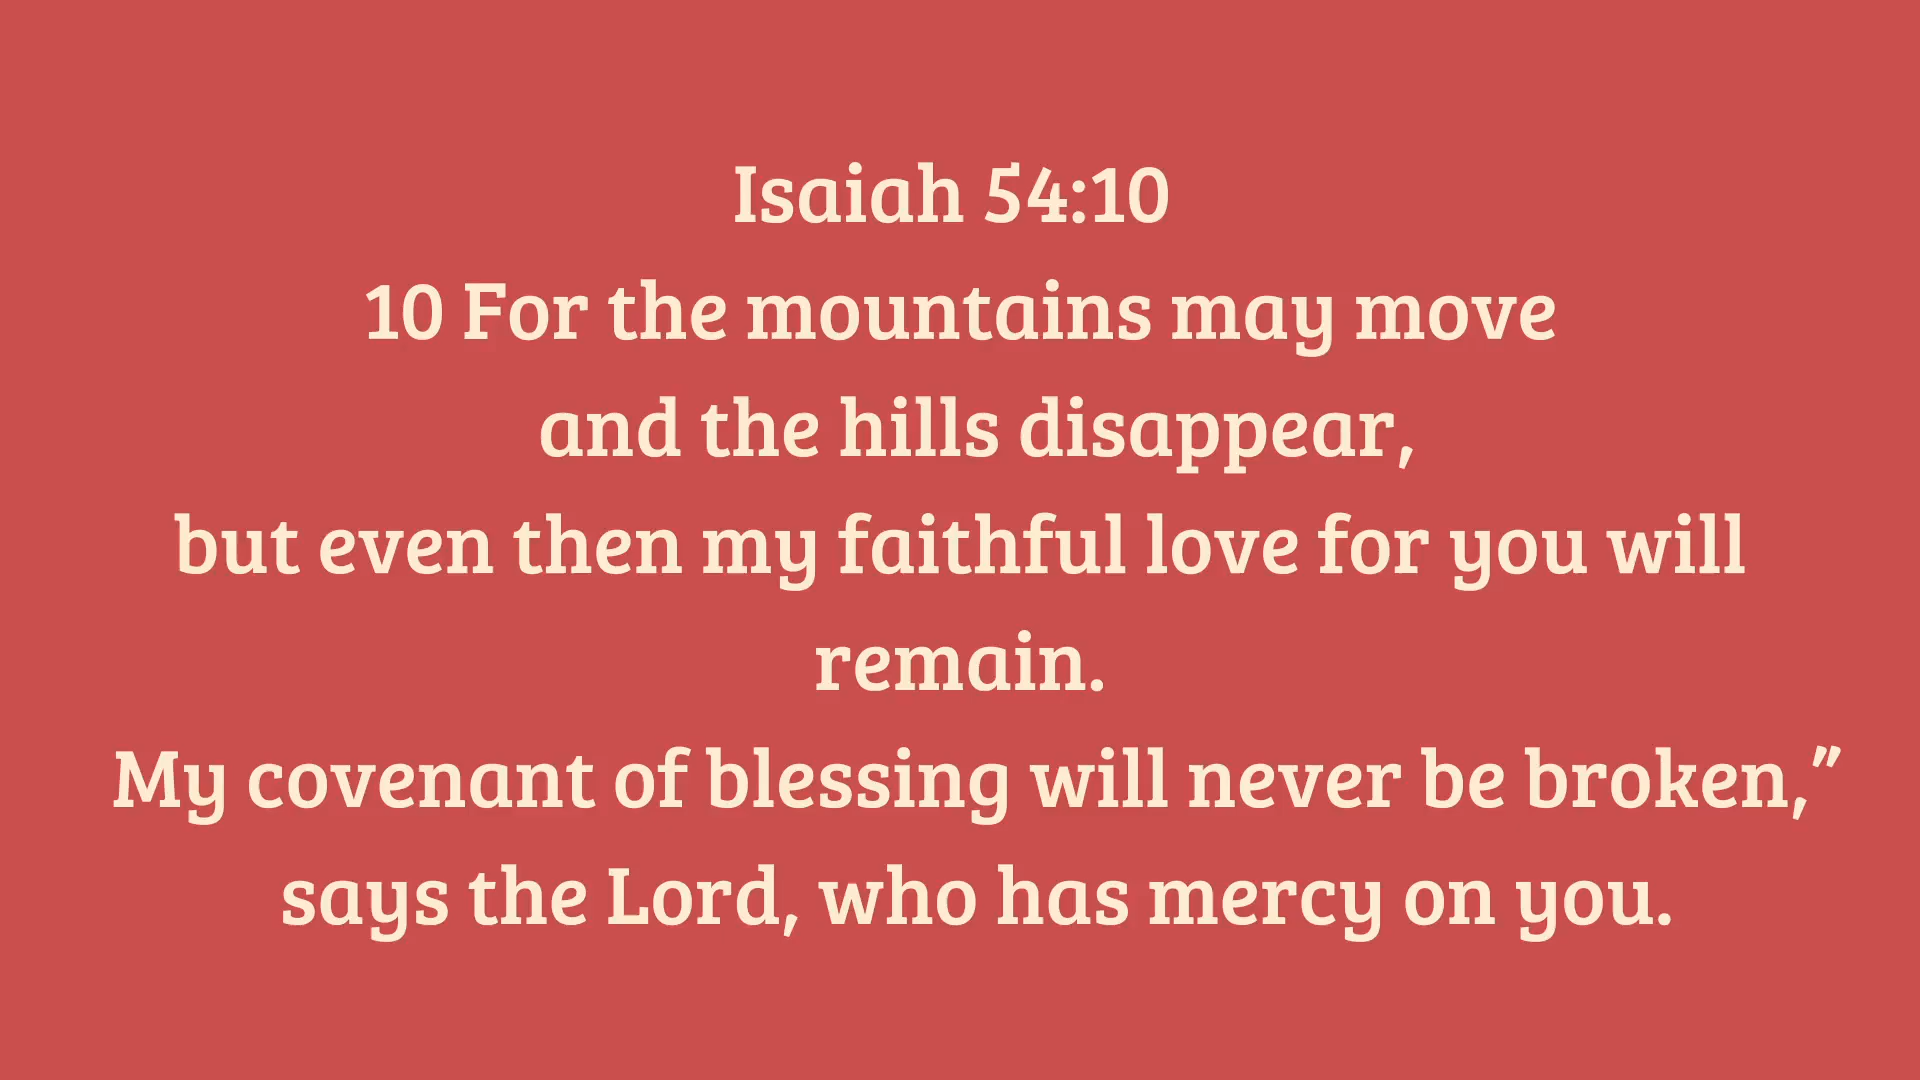 Isaiah 54:10
10 For the mountains may move
and the hills disappear,
but even then my faithful love for you will
remain.
My covenant of blessing will never be broken,”
says the Lord, who has mercy on you.